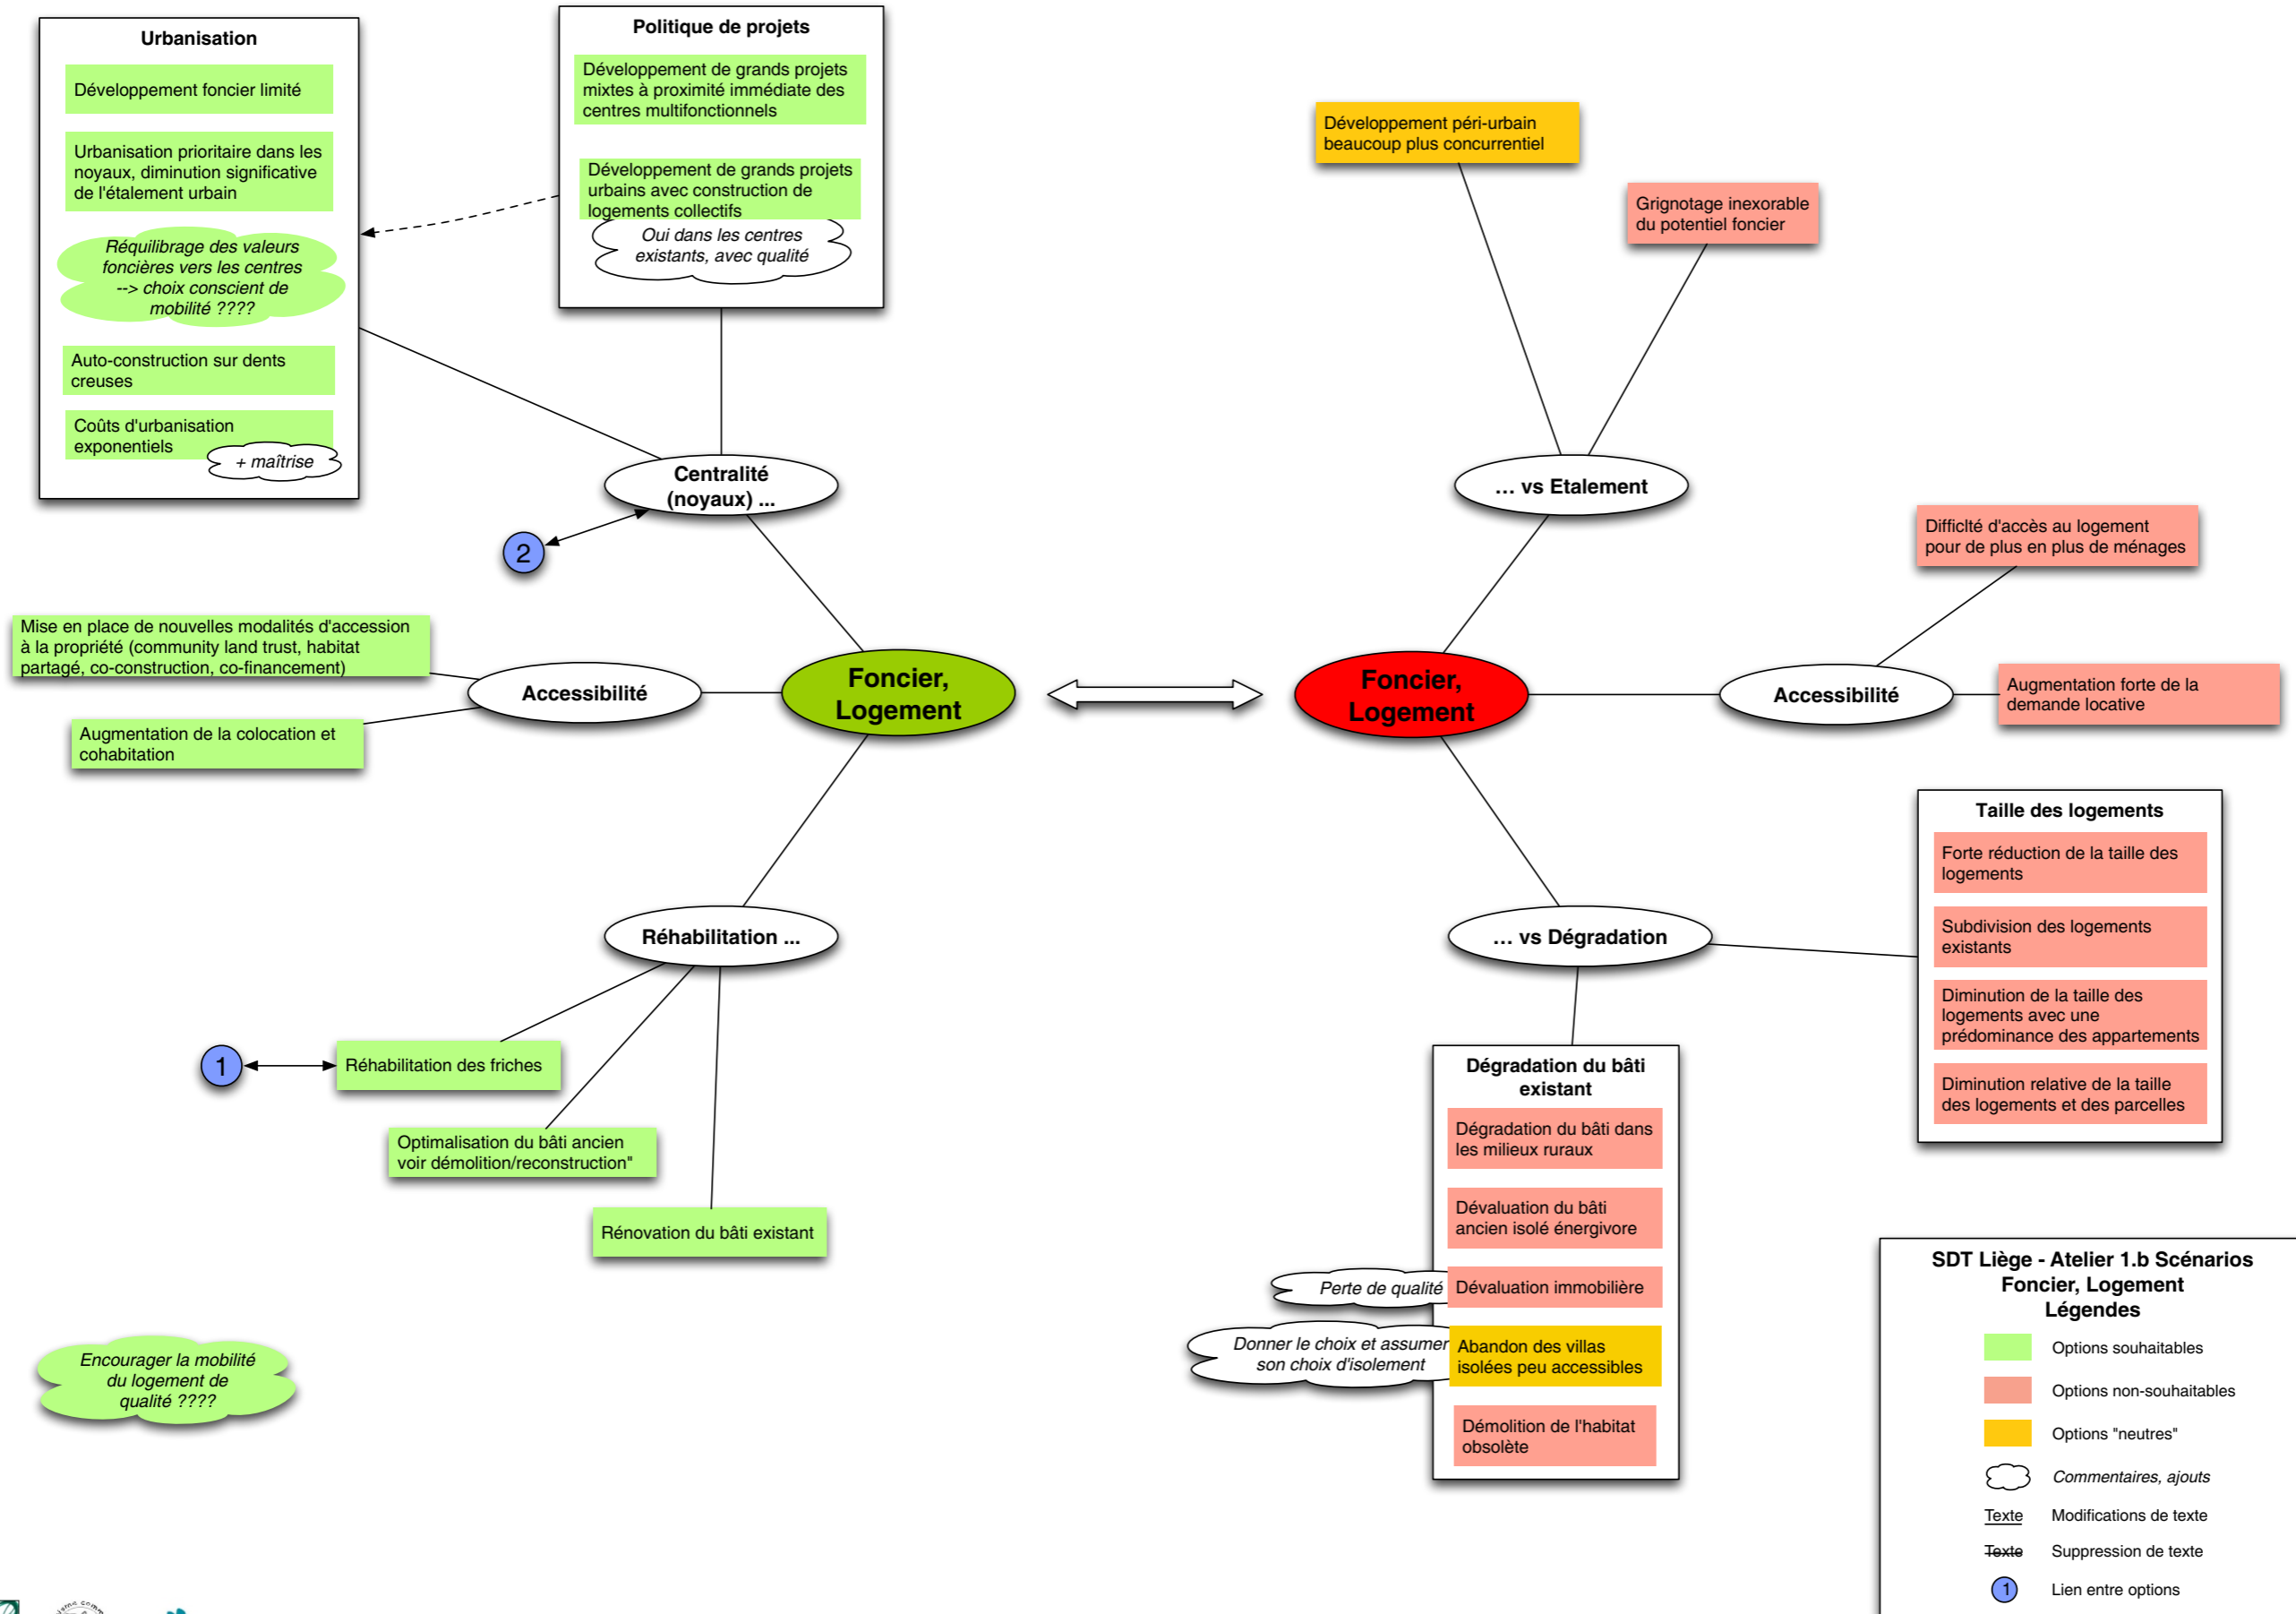 Urbanisation
Développement foncier limité
Urbanisation prioritaire dans les
noyaux, diminution significative
de l'étalement urbain
Réquilibrage des valeurs
foncières vers les centres
--> choix conscient de
mobilité ????
Auto-construction sur dents
creuses
Coûts d'urbanisation
exponentiels
+ maîtrise
Politique de projets
Développement de grands projets
mixtes à proximité immédiate des
centres multifonctionnels
Développement de grands projets
urbains avec construction de
logements collectifs
Oui dans les centres
existants, avec qualité
Centralité
(noyaux) ...
2
Mise en place de nouvelles modalités d'accession
à la propriété (community land trust, habitat
partagé, co-construction, co-financement)
Accessibilité
Augmentation de la colocation et
cohabitation
Foncier,
Logement
Réhabilitation ...
1
Réhabilitation des friches
Optimalisation du bâti ancien
voir démolition/reconstruction"
Rénovation du bâti existant
Encourager la mobilité
du logement de
qualité ????
Développement péri-urbain
beaucoup plus concurrentiel
Grignotage inexorable
du potentiel foncier
... vs Etalement
Difficlté d'accès au logement
pour de plus en plus de ménages
Foncier,
Logement
Accessibilité
Augmentation forte de la
demande locative
... vs Dégradation
Taille des logements
Forte réduction de la taille des
logements
Subdivision des logements
existants
Diminution de la taille des
logements avec une
prédominance des appartements
Diminution relative de la taille
des logements et des parcelles
Dégradation du bâti
existant
Dégradation du bâti dans
les milieux ruraux
Dévaluation du bâti
ancien isolé énergivore
Perte de qualité
Dévaluation immobilière
Donner le choix et assumer
son choix d'isolement
Abandon des villas
isolées peu accessibles
Démolition de l'habitat
obsolète
SDT Liège - Atelier 1.b Scénarios
Foncier, Logement
Légendes
Options souhaitables
Options non-souhaitables
Options "neutres"
Commentaires, ajouts
Texte Modifications de texte
Texte Suppression de texte
1 Lien entre options